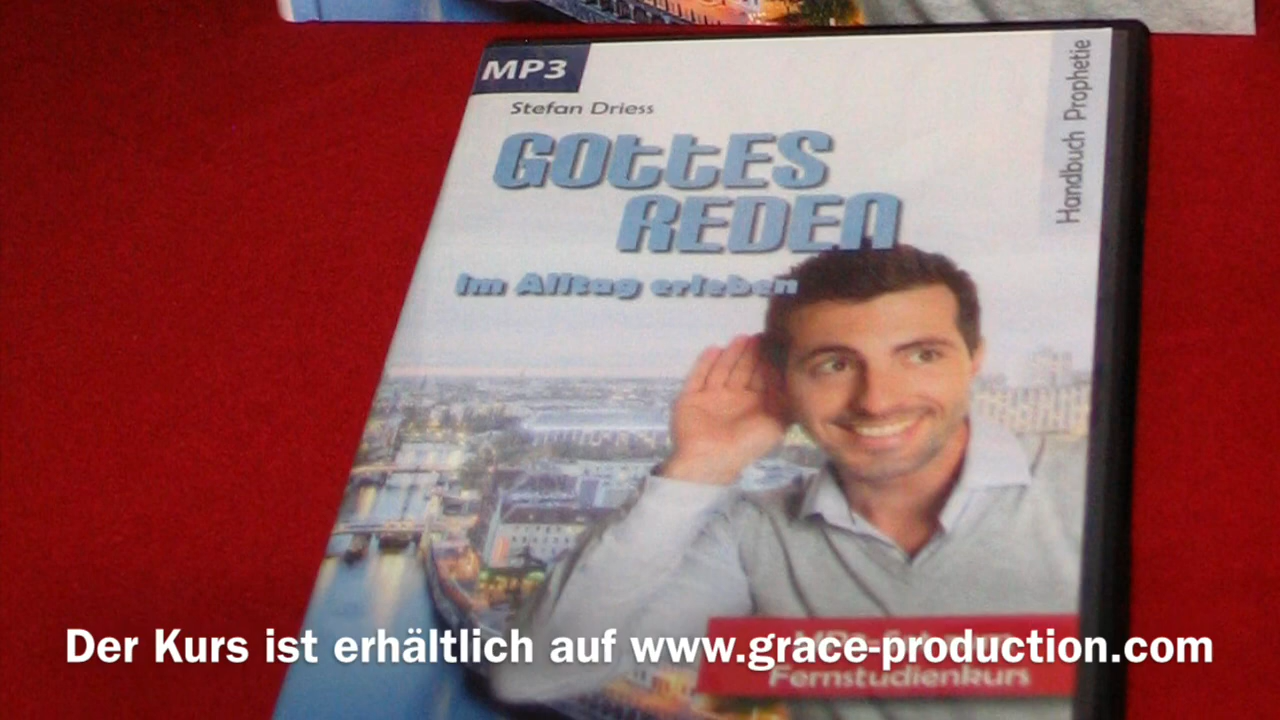 MP3
Stefan Driess
GOttES
REDEN
im Alltag erleben
Handbuch Prophetie
Der Kurs ist erhältlich auf www.grace-production.com
Fernstudienkurs